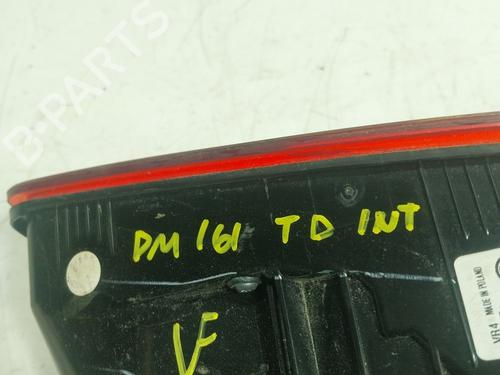 B-PARTS
DM 161 TD INT
V
MADE IN POLAND
VR4